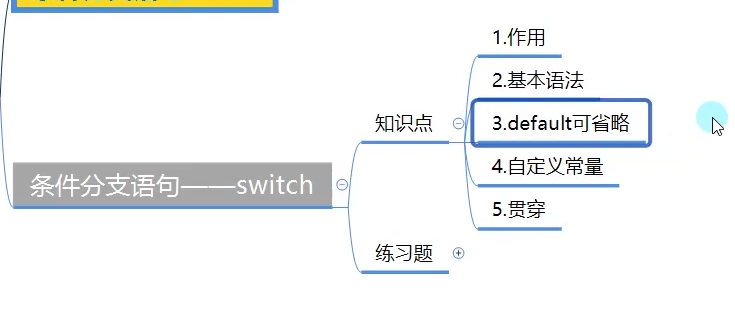 1.作用
2.基本语法
知识点
3.default可省略
4.自定义常量
条件分支语句——switch
5.贯穿
练习题